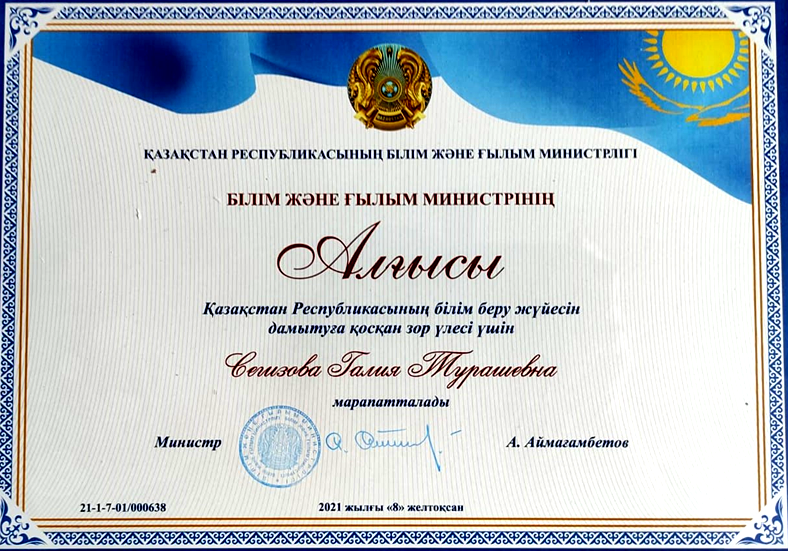 ҚАЗАҚСТАН РЕСПУБЛИКАСЫНЫҢ БІЛІМ ЖӘНЕ ҒЫЛЫМ МИНИСТРЛІГІ
БІЛІМ ЖӘНЕ ҒЫЛЫМ МИНИСТРІНІҢ
Алғысы
Қазақстан Республикасының білім беру жүйесін
дамытуға қосқан зор үлесі үшін
Сегизова Галия Турашевна
марапатталады
Министр А. Аймағамбетов
21-1-7-01/000638 2021 жылғы «8» желтоқсан